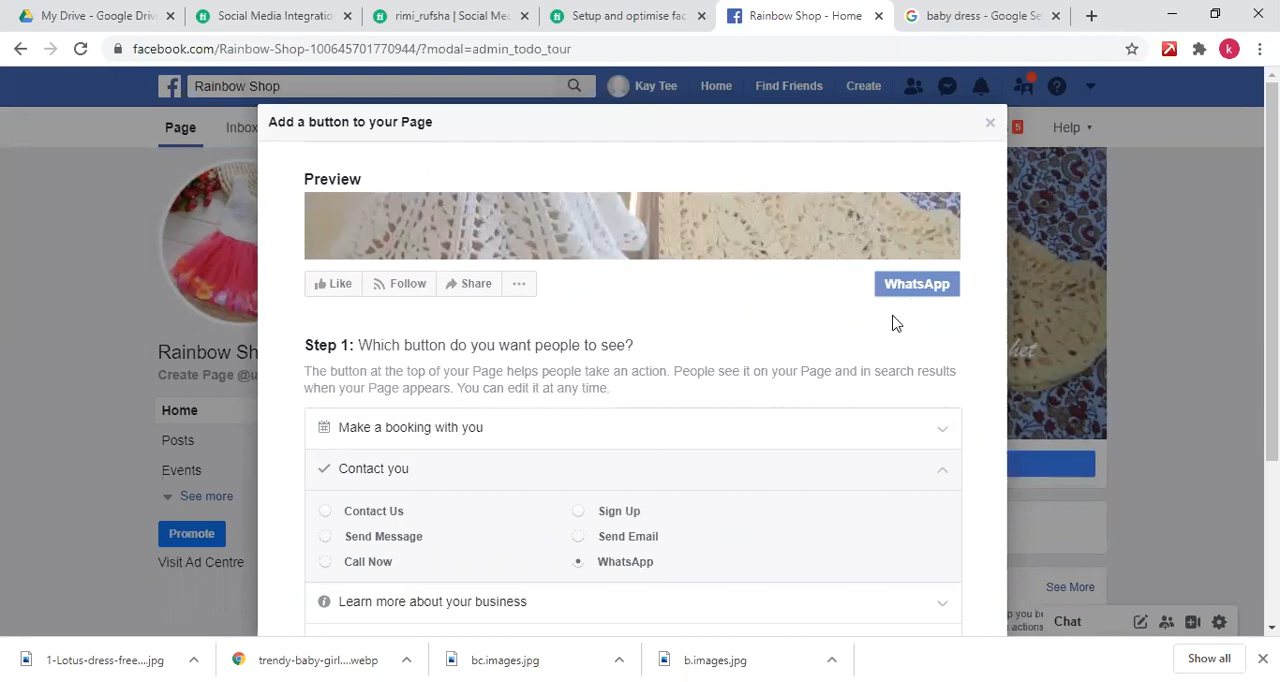 My Drive - Google Driv
Social Media Integratio
rimi_rufsha | Social Me
Setup and optimise fac
Rainbow Shop - Home
baby dress - Google Se
facebook.com/Rainbow-Shop-100645701770944/?modal=admin_todo_tour
k
Rainbow Shop
Kay Tee
Home
Find Friends
Create
Page
Inbox
5
Help
Add a button to your Page
Preview
Like
Follow
Share
WhatsApp
Rainbow Sh
Create Page @u
Home
Posts
Events
See more
Promote
Visit Ad Centre
Step 1: Which button do you want people to see?
The button at the top of your Page helps people take an action. People see it on your Page and in search results
when your Page appears. You can edit it at any time.
Make a booking with you
Contact you
Contact Us
Sign Up
Send Message
Send Email
Call Now
WhatsApp
Learn more about your business
See More
Chat
1-Lotus-dress-free....jpg
trendy-baby-girl....webp
bc.images.jpg
b.images.jpg
Show all